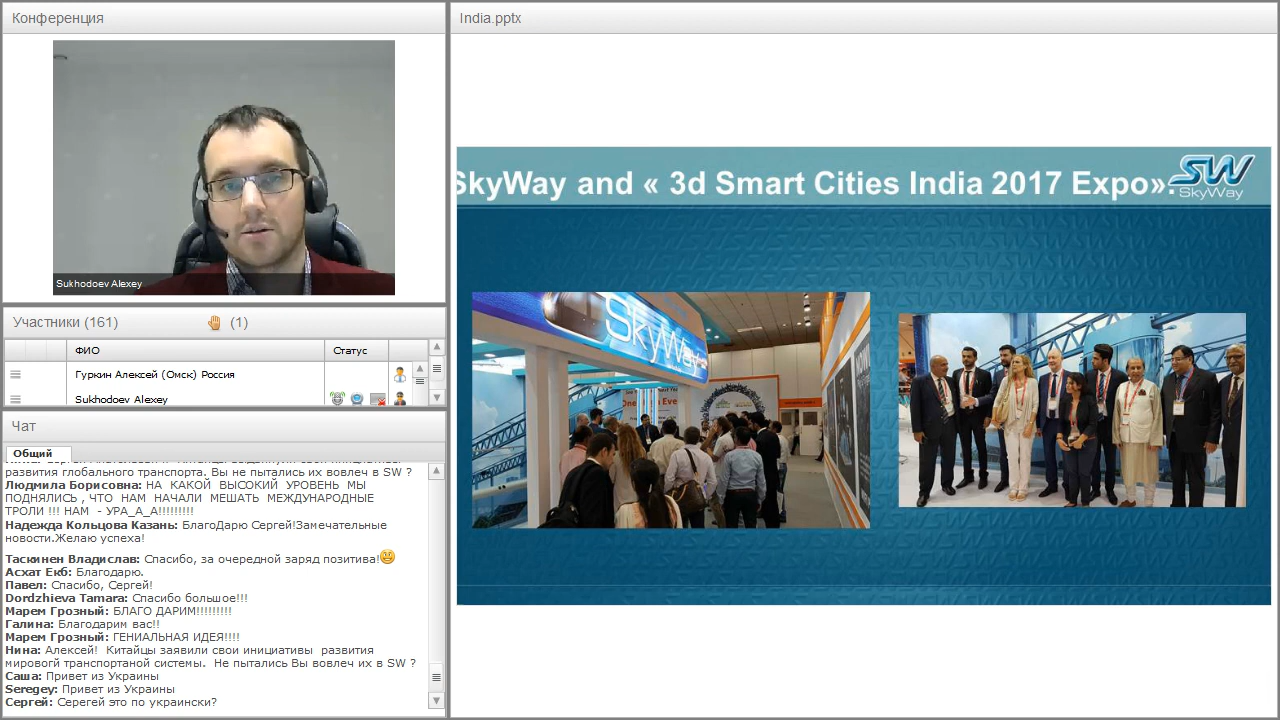 Конференция
Sukhodoev Alexey
Участники (161)
(1)
ФИО
Статус
Гуркин Алексей (Омск) Россия
Sukhodoev Alexey
Чат
Общий
развития глобального транспорта. Вы не пытались их вовлеч в SW ?
Людмила Борисовна: НА КАКОЙ ВЫСОКИЙ УРОВЕНЬ МЫ
ПОДНЯЛИСЬ , ЧТО НАМ НАЧАЛИ МЕШАТЬ МЕЖДУНАРОДНЫЕ
ТРОЛИ !!! НАМ - УРА_А_А!!!!!!!!!
Надежда Кольцова Казань: БлагоДарю Сергей!Замечательные
новости.Желаю успеха!
Таскинен Владислав: Спасибо, за очередной заряд позитива!
Асхат Екб: Благодарю.
Павел: Спасибо, Сергей!
Dordzhieva Tamara: Спасибо большое!!!
Марем Грозный: БЛАГО ДАРИМ!!!!!!!!!
Галина: Благодарим вас!!
Марем Грозный: ГЕНИАЛЬНАЯ ИДЕЯ!!!!
Нина: Алексей! Китайцы заявили свои инициативы развития
мировогй транспортаной системы. Не пытались Вы вовлеч их в SW ?
Саша: Привет из Украины
Seregey: Привет из Украины
Сергей: Серегей это по украински?
India.pptx
SkyWay and « 3d Smart Cities India 2017 Expo».
SW
SkyWay
SkyWay